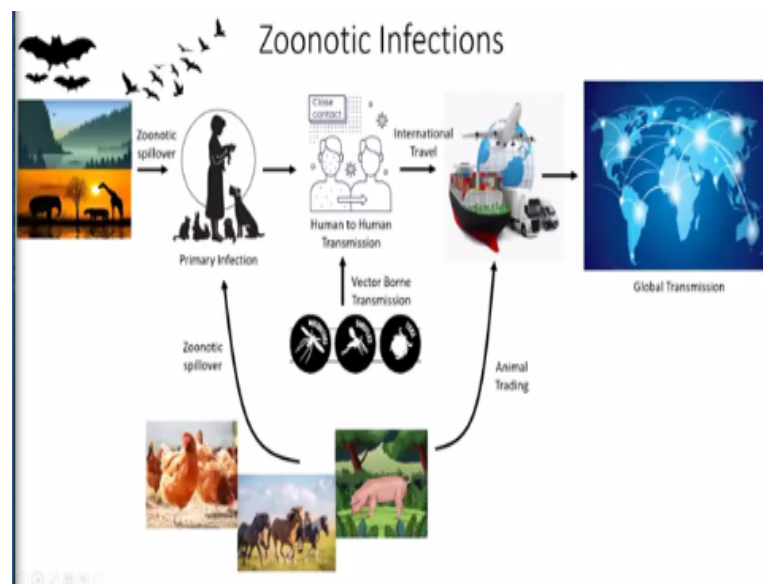 Zoonotic Infections
Zoonotic
spillover
Close
contact
International
Travel
Primary Infection
Human to Human
Transmission
Vector Borne
Transmission
Global Transmission
Zoonotic
spillover
Animal
Trading